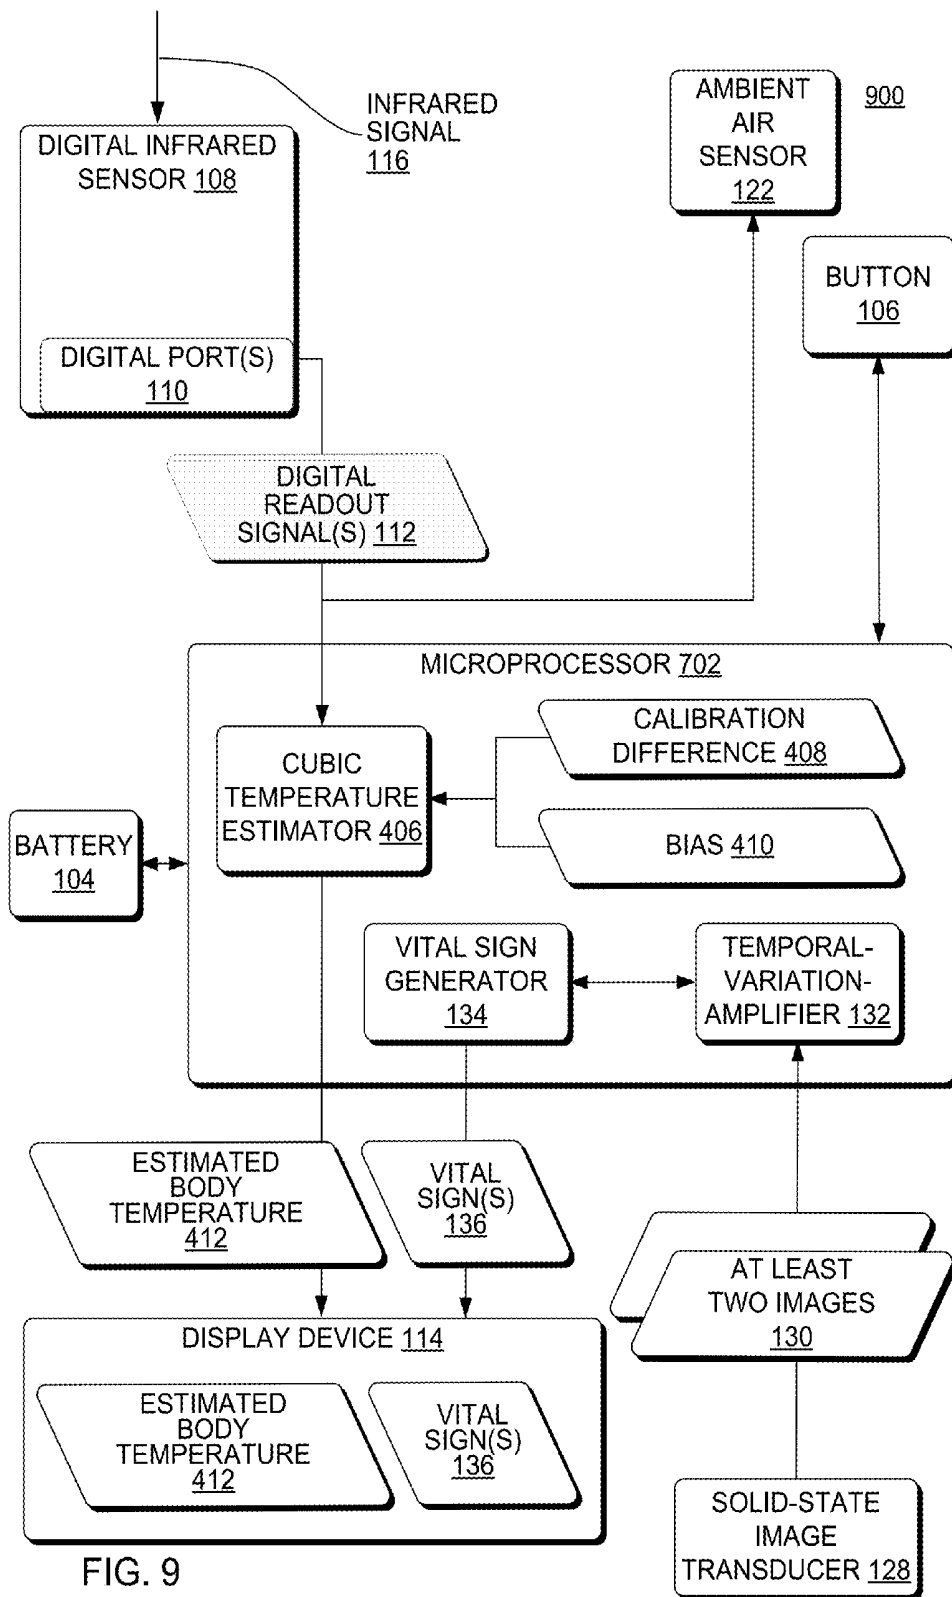 INFRARED
SIGNAL
116
AMBIENT
AIR
SENSOR
122
900
DIGITAL INFRARED
SENSOR 108
DIGITAL PORT(S)
110
BUTTON
106
DIGITAL
READOUT
SIGNAL(S) 112
MICROPROCESSOR 702
CUBIC
TEMPERATURE
ESTIMATOR 406
CALIBRATION
DIFFERENCE 408
BIAS 410
BATTERY
104
VITAL SIGN
GENERATOR
134
TEMPORAL-
VARIATION-
AMPLIFIER 132
ESTIMATED
BODY
TEMPERATURE
412
VITAL
SIGN(S)
136
AT LEAST
TWO IMAGES
130
DISPLAY DEVICE 114
ESTIMATED
BODY
TEMPERATURE
412
VITAL
SIGN(S)
136
SOLID-STATE
IMAGE
TRANSDUCER 128
FIG. 9